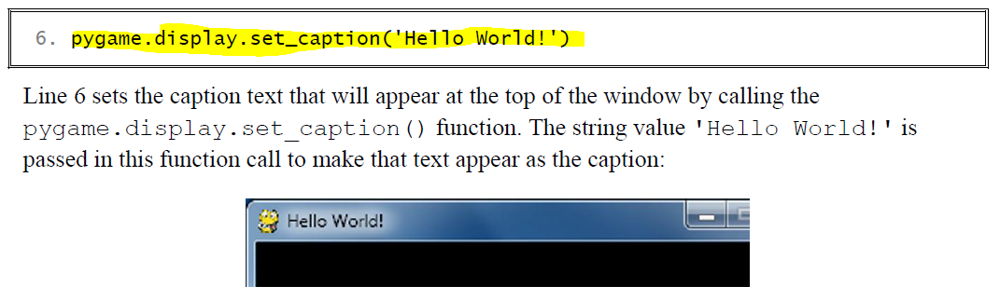 6. pygame.display.set_caption('Hello World!')
Line 6 sets the caption text that will appear at the top of the window by calling the
pygame.display.set_caption() function. The string value 'Hello World!' is
passed in this function call to make that text appear as the caption:
Hello World!